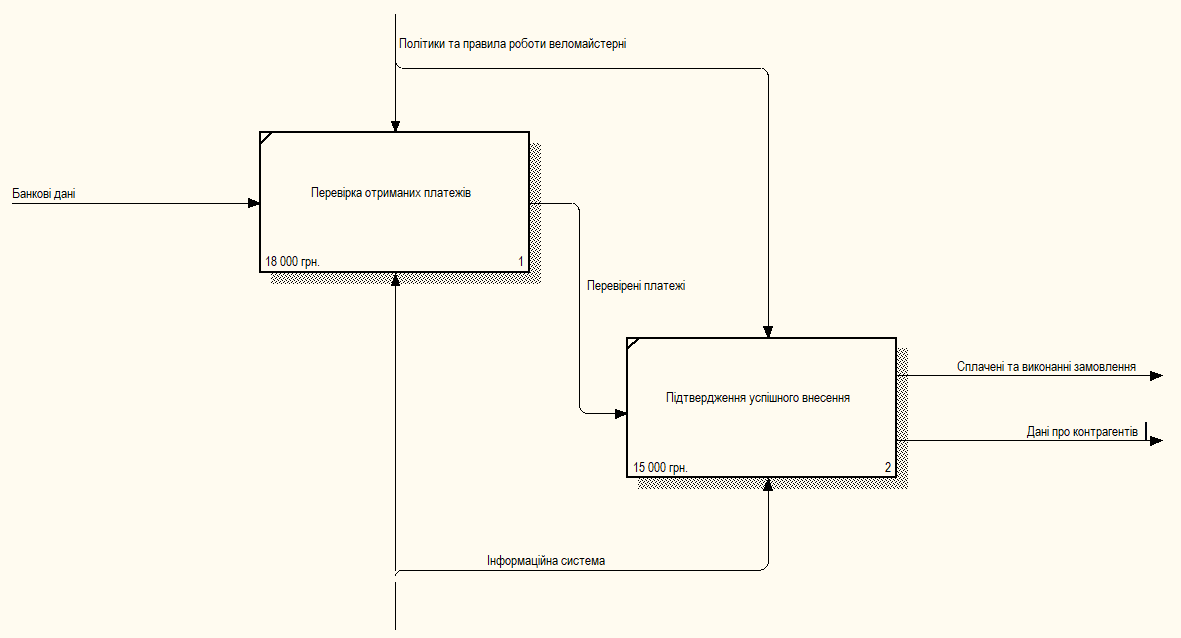 Політики та правила роботи веломайстерні
Банкові дані
Перевірка отриманих платежів
18 000 грн.
1
Перевірені платежі
Підтвердження успішного внесення
15 000 грн.
2
Сплачені та виконанні замовлення
Дані про контрагентів
Інформаційна система